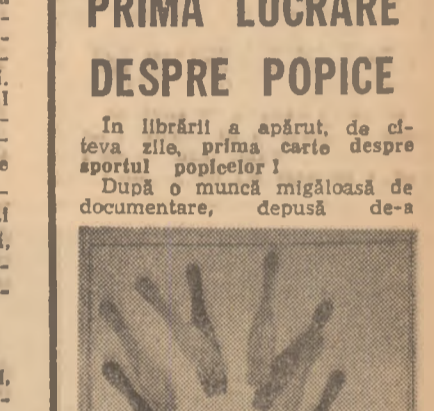 PRIMA LUCRARE
DESPRE POPICE
În librării a apărut, de cî-
teva zile, prima carte despre
sportul popicelor !
După o muncă migăloasă de
documentare, depusă de-a